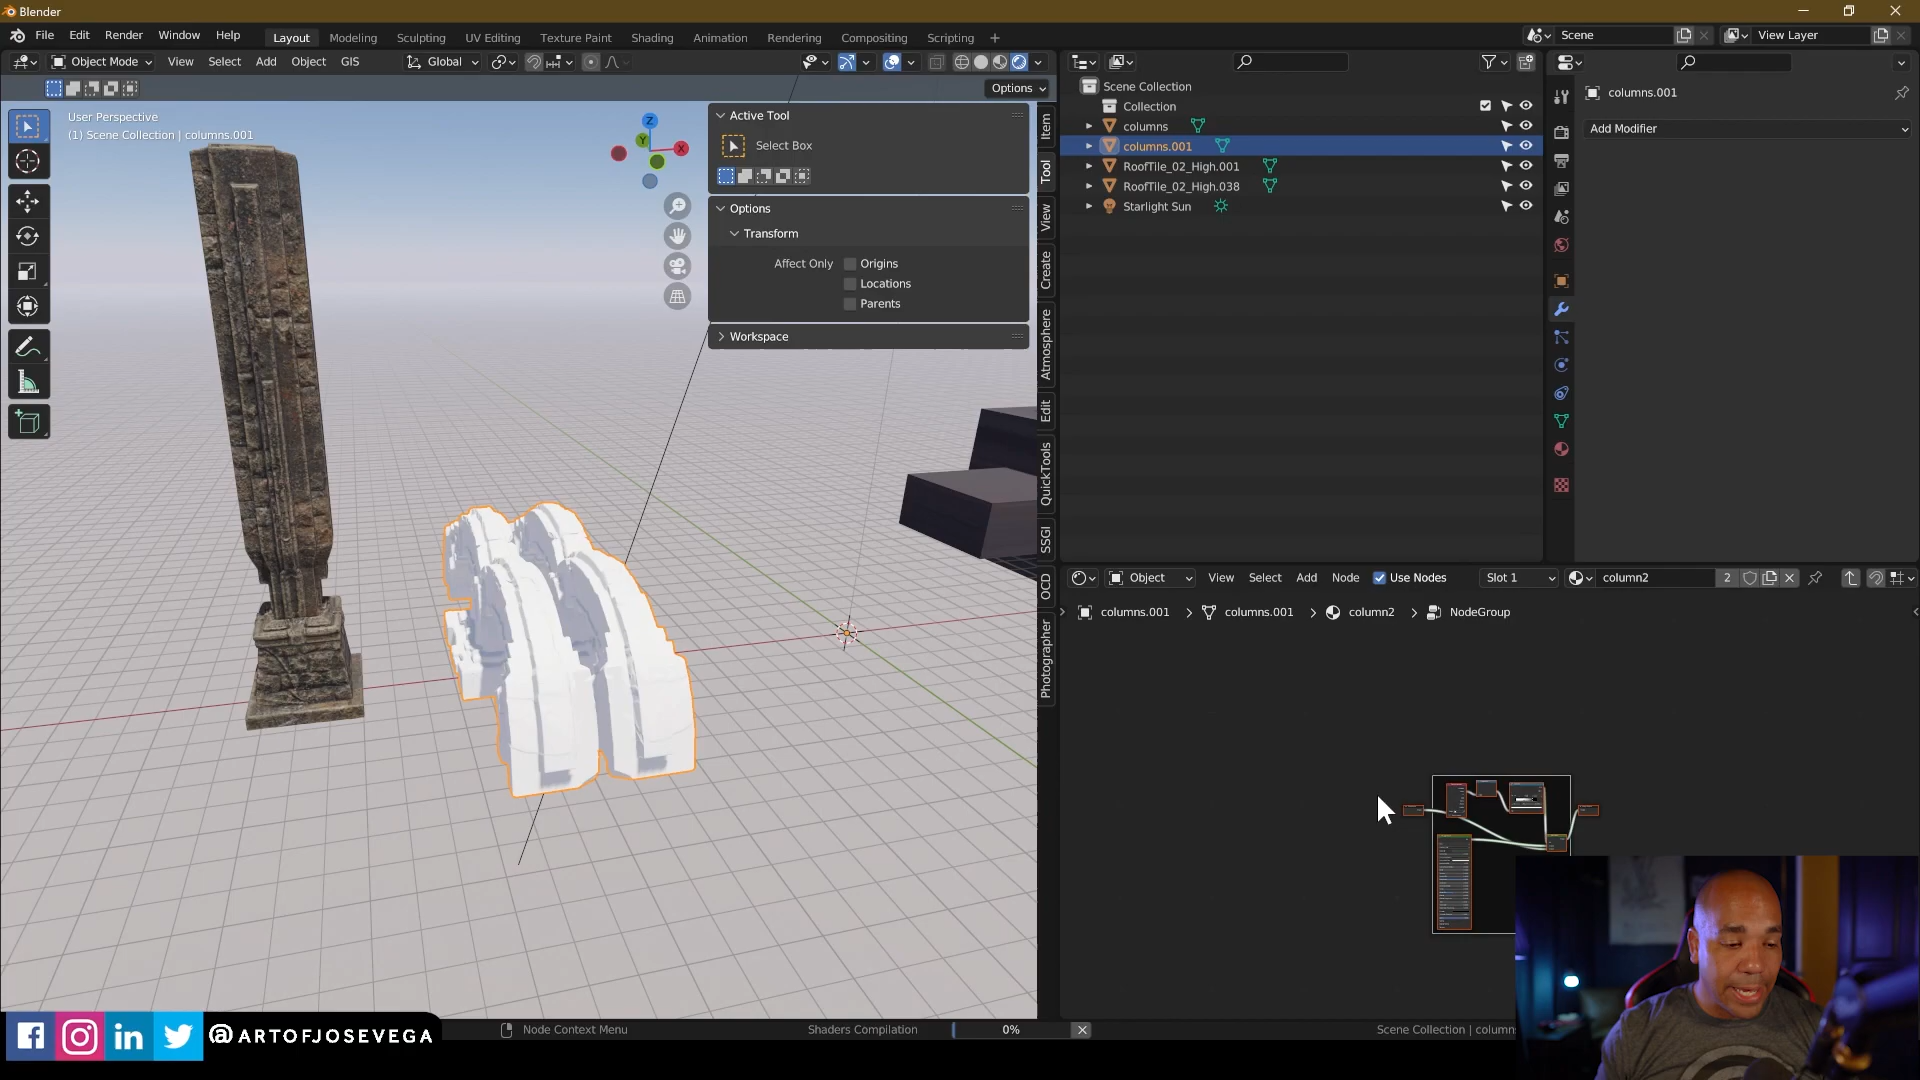 Blender
File Edit Render Window Help
Layout Modeling Sculpting UV Editing Texture Paint Shading Animation Rendering Compositing Scripting +
Scene
View Layer
Object Mode View Select Add Object GIS
Global
Options
User Perspective
(1) Scene Collection | columns.001
Z
Y
X
Active Tool
Select Box
Options
Transform
Affect Only Origins
Locations
Parents
Workspace
Item
Tool
View
Create
Atmosphere
Edit
QuickTools
SSGI
OCD
Photographer
Scene Collection
Collection
columns
columns.001
RoofTile_02_High.001
RoofTile_02_High.038
Starlight Sun
columns.001
Add Modifier
Object View Select Add Node Use Nodes Slot 1 column2 2
columns.001 > columns.001 > column2 > NodeGroup
Node Context Menu
Shaders Compilation 0%
Scene Collection | column
@ARTOFJOSEVEGA